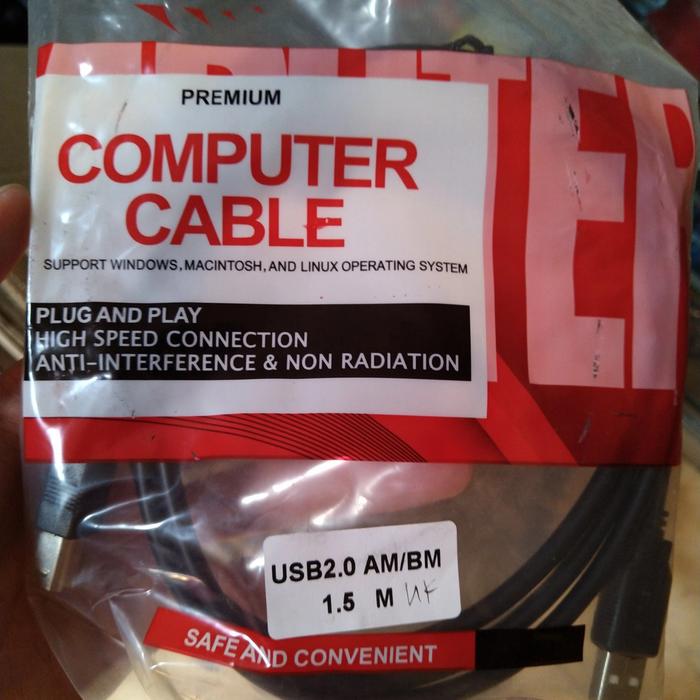 PUTER
PREMIUM
COMPUTER
CABLE
SUPPORT WINDOWS, MACINTOSH, AND LINUX OPERATING SYSTEM
PLUG AND PLAY
HIGH SPEED CONNECTION
ANTI-INTERFERENCE & NON RADIATION
USB2.0 AM/BM
1.5 M
SAFE AND CONVENIENT